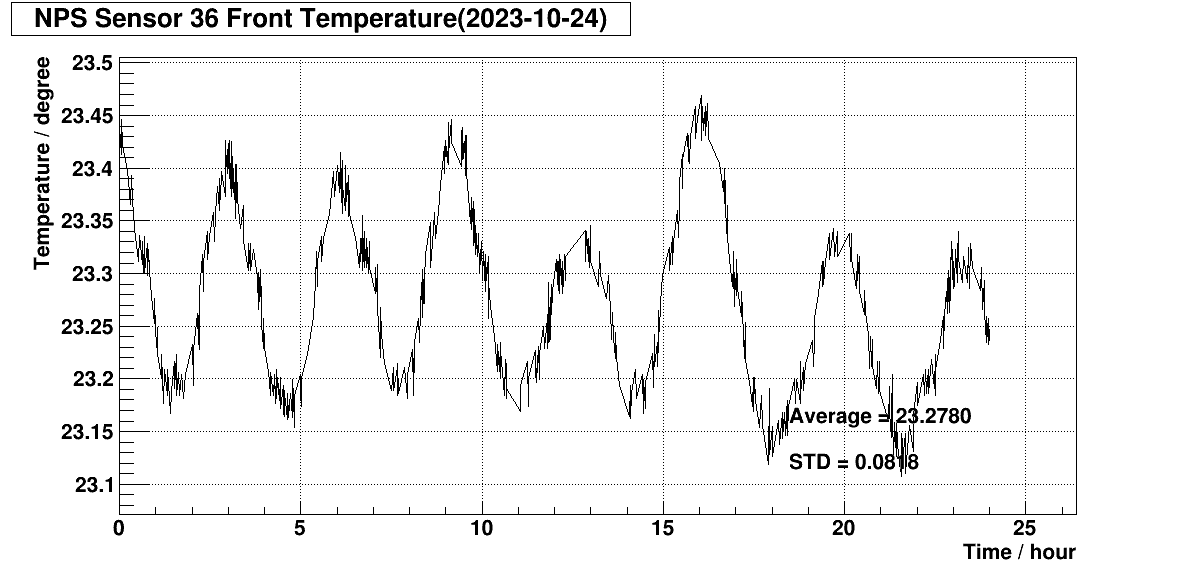 NPS Sensor 36 Front Temperature(2023-10-24)
Temperature / degree
23.5
23.45
23.4
23.35
23.3
23.25
23.2
23.15
23.1
Average = 23.2780
STD =
0 5 10 15 20 25
Time / hour